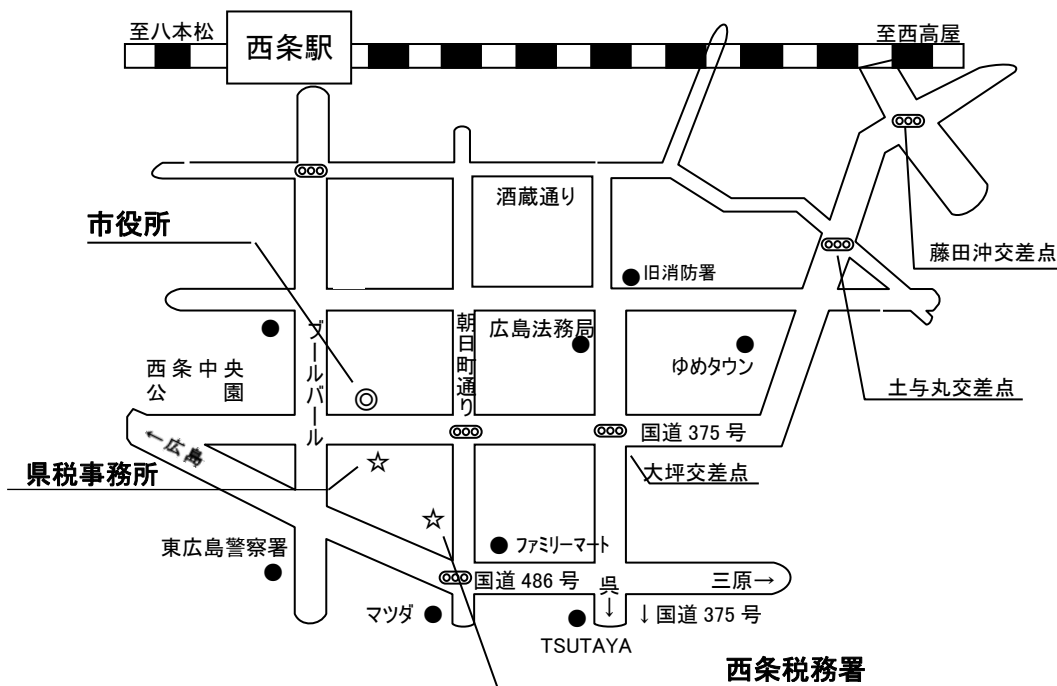 至八本松
西条駅
至西高屋
酒蔵通り
市役所
藤田沖交差点
旧消防署
ブールバール
朝日町通り
広島法務局
西条中央
公園
ゆめタウン
土与丸交差点
←広島
国道 375 号
県税事務所
大坪交差点
東広島警察署
ファミリーマート
国道 486 号
呉
↓
三原→
マツダ
↓国道 375 号
TSUTAYA
西条税務署